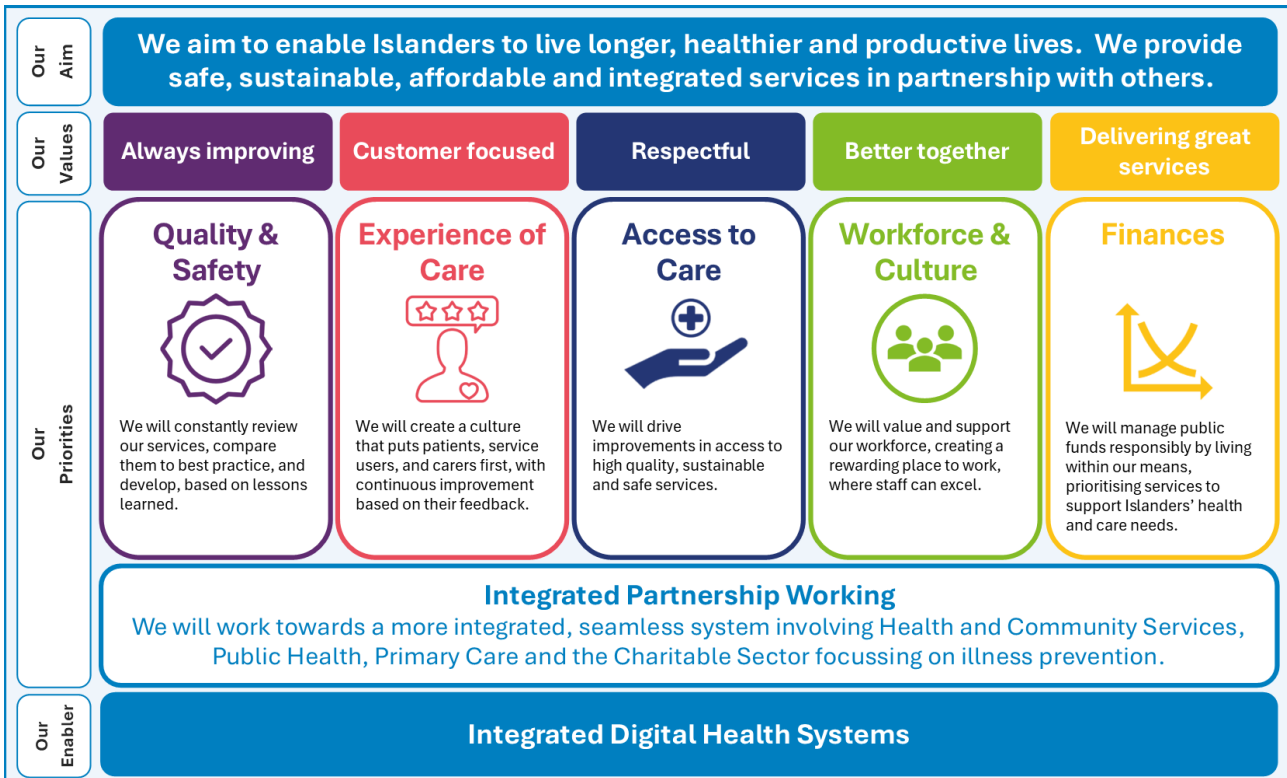 Our
Aim
We aim to enable Islanders to live longer, healthier and productive lives.  We provide
safe, sustainable, affordable and integrated services in partnership with others.
Our
Values
Always improving
Customer focused
Respectful
Better together
Delivering great
services
Our
Priorities
Quality &
Safety
We will constantly review
our services, compare
them to best practice, and
develop, based on lessons
learned.
Experience of
Care
We will create a culture
that puts patients, service
users, and carers first, with
continuous improvement
based on their feedback.
Access to
Care
We will drive
improvements in access to
high quality, sustainable
and safe services.
Workforce &
Culture
We will value and support
our workforce, creating a
rewarding place to work,
where staff can excel.
Finances
We will manage public
funds responsibly by living
within our means,
prioritising services to
support Islanders’ health
and care needs.
Integrated Partnership Working
We will work towards a more integrated, seamless system involving Health and Community Services,
Public Health, Primary Care and the Charitable Sector focussing on illness prevention.
Our
Enabler
Integrated Digital Health Systems